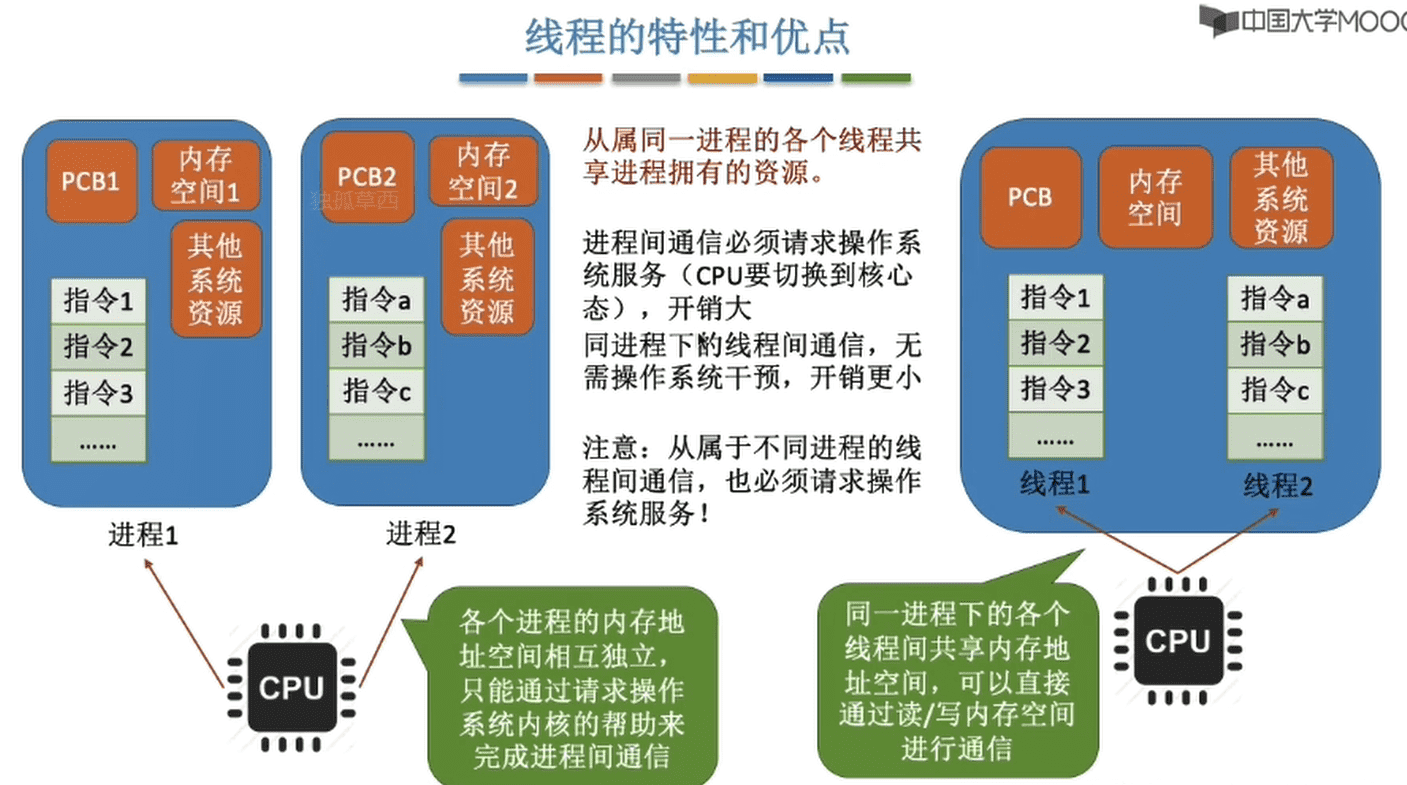 线程的特性和优点
中国大学MOOC
PCB1
内存
空间1
其他
系统
资源
指令1
指令2
指令3
......
进程1
PCB2
独孤草西
内存
空间2
其他
系统
资源
指令a
指令b
指令c
......
进程2
CPU
各个进程的内存地
址空间相互独立，
只能通过请求操作
系统内核的帮助来
完成进程间通信
从属同一进程的各个线程共
享进程拥有的资源。
进程间通信必须请求操作系
统服务（CPU要切换到核心
态），开销大
同进程下的线程间通信，无
需操作系统干预，开销更小
注意：从属于不同进程的线
程间通信，也必须请求操作
系统服务！
PCB
内存
空间
其他
系统
资源
指令1
指令2
指令3
......
线程1
指令a
指令b
指令c
......
线程2
同一进程下的各个
线程间共享内存地
址空间，可以直接
通过读/写内存空间
进行通信
CPU